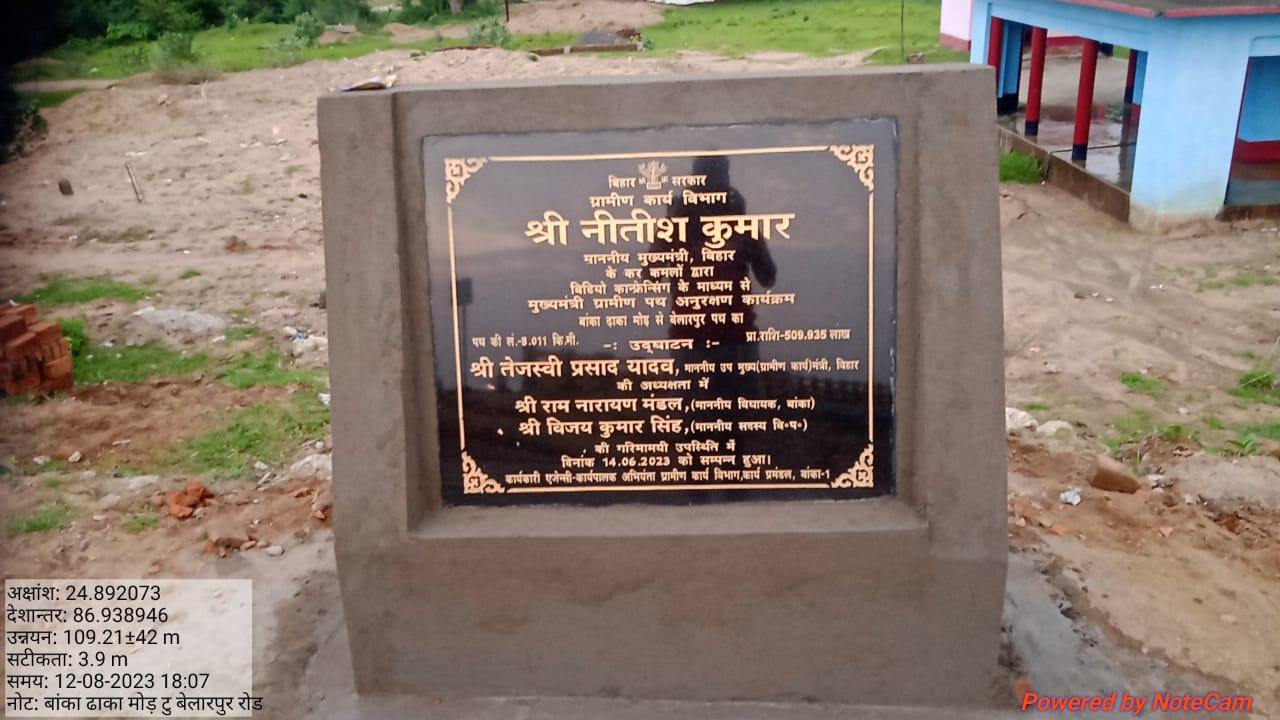 बिहार सरकार
ग्रामीण कार्य विभाग
श्री नीतीश कुमार
माननीय मुख्यमंत्री, बिहार
के कर कमलों द्वारा
विडियो कान्फ्रेन्सिंग के माध्यम से
मुख्यमंत्री ग्रामीण पथ अनुरक्षण कार्यक्रम
बांका ढ़ाका मोड़ से बेलारपुर पथ का
पथ की लं.-8.011 कि.मी. प्रा.राशि-509.935 लाख
-: उद्घाटन :-
श्री तेजस्वी प्रसाद यादव, माननीय उप मुख्य(ग्रामीण कार्य)मंत्री, बिहार
की अध्यक्षता में
श्री राम नारायण मंडल,(माननीय विधायक, बांका)
श्री विजय कुमार सिंह,(माननीय सदस्य वि॰प॰)
की गरिमामयी उपस्थिति में
दिनांक 14.06.2023 को सम्पन्न हुआ।
कार्यकारी एजेन्सी-कार्यपालक अभियंता ग्रामीण कार्य विभाग,कार्य प्रमंडल, बांका-1
अक्षांश: 24.892073
देशान्तर: 86.938946
उन्नयन: 109.21±42 m
सटीकता: 3.9 m
समय: 12-08-2023 18:07
नोट: बांका ढाका मोड़ टु बेलारपुर रोड
Powered by NoteCam